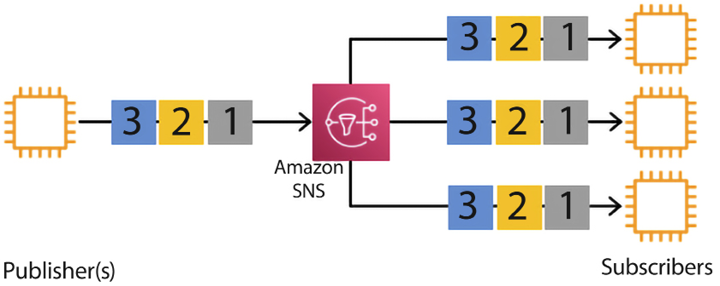 3 2 1
3 2 1
Amazon
SNS
3 2 1
3 2 1
Publisher(s)
Subscribers